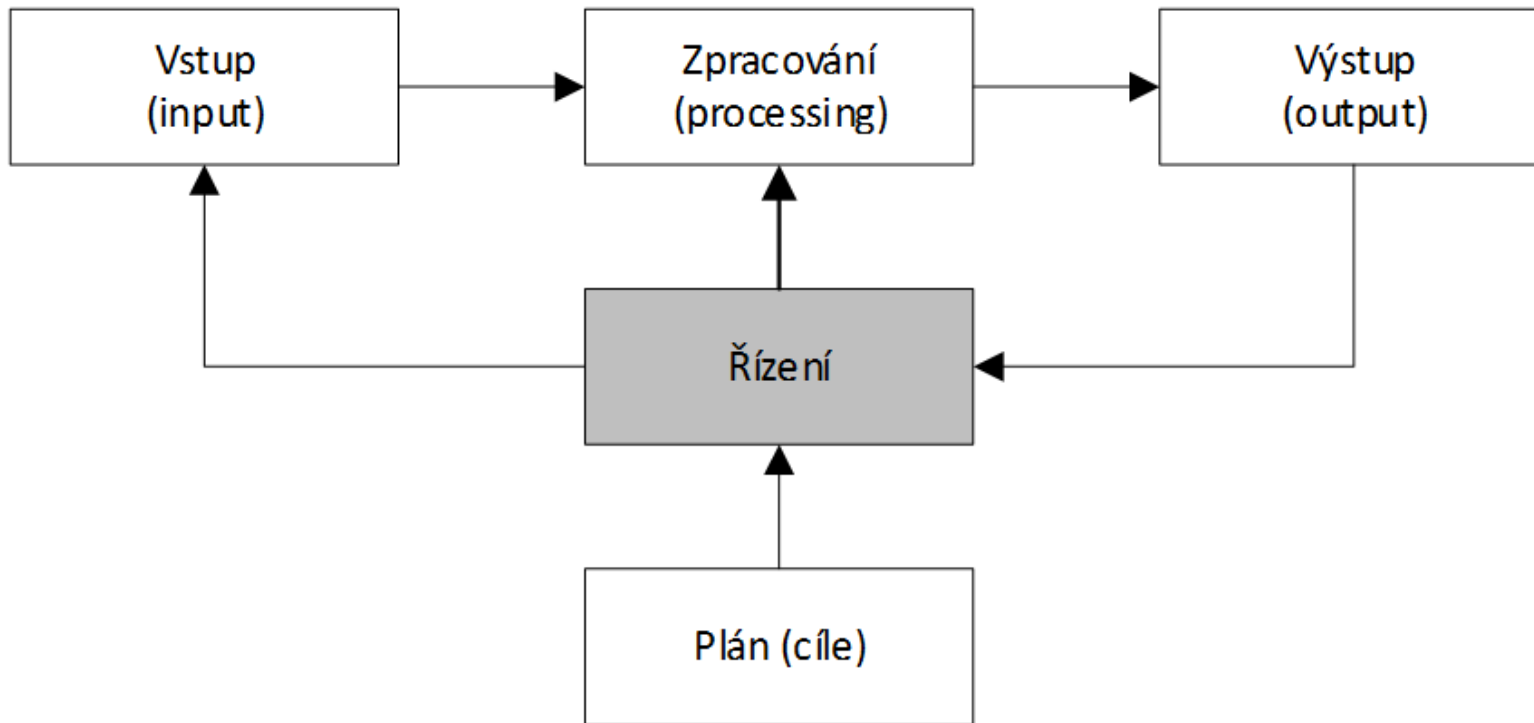 Vstup
(input)
Zpracování
(processing)
Výstup
(output)
Řízení
Plán (cíle)